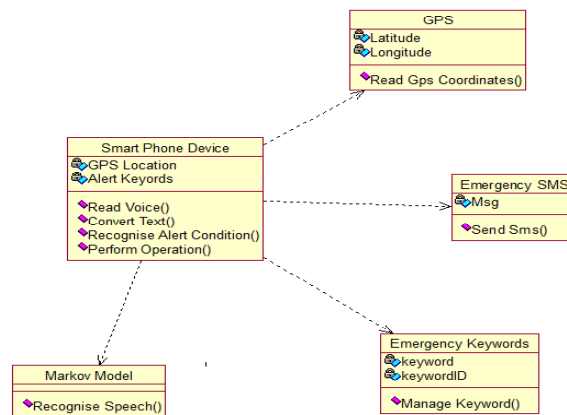 GPS
Latitude
Longitude
Read Gps Coordinates()
Smart Phone Device
GPS Location
Alert Keyords
Read Voice()
Convert Text()
Recognise Alert Condition()
Perform Operation()
Emergency SMS
Msg
Send Sms()
Emergency Keywords
keyword
keywordID
Manage Keyword()
Markov Model
Recognise Speech()